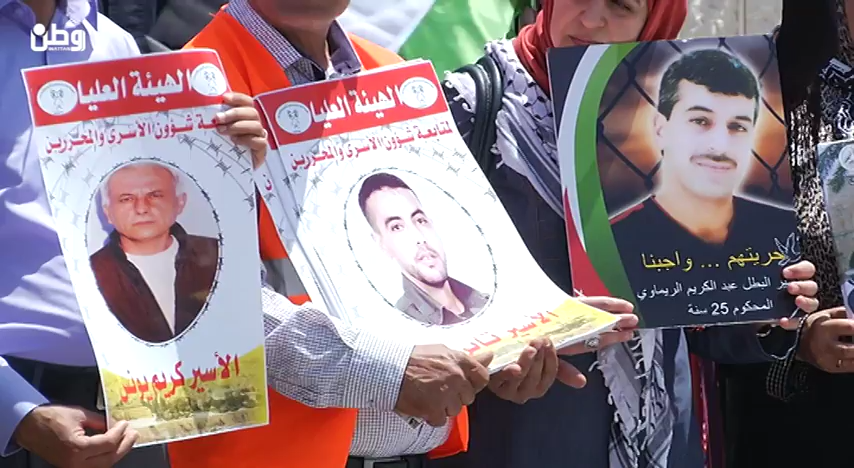 وطن
WATTAN
الهيئة العليا
شؤون الأسرى والمحررين
الأسير كريم يونس
الهيئة العليا
لمتابعة شؤون الأسرى والمحررين
الأسير
حريتهم ... واجبنا
البطل عبد الكريم الريماوي
المحكوم 25 سنة